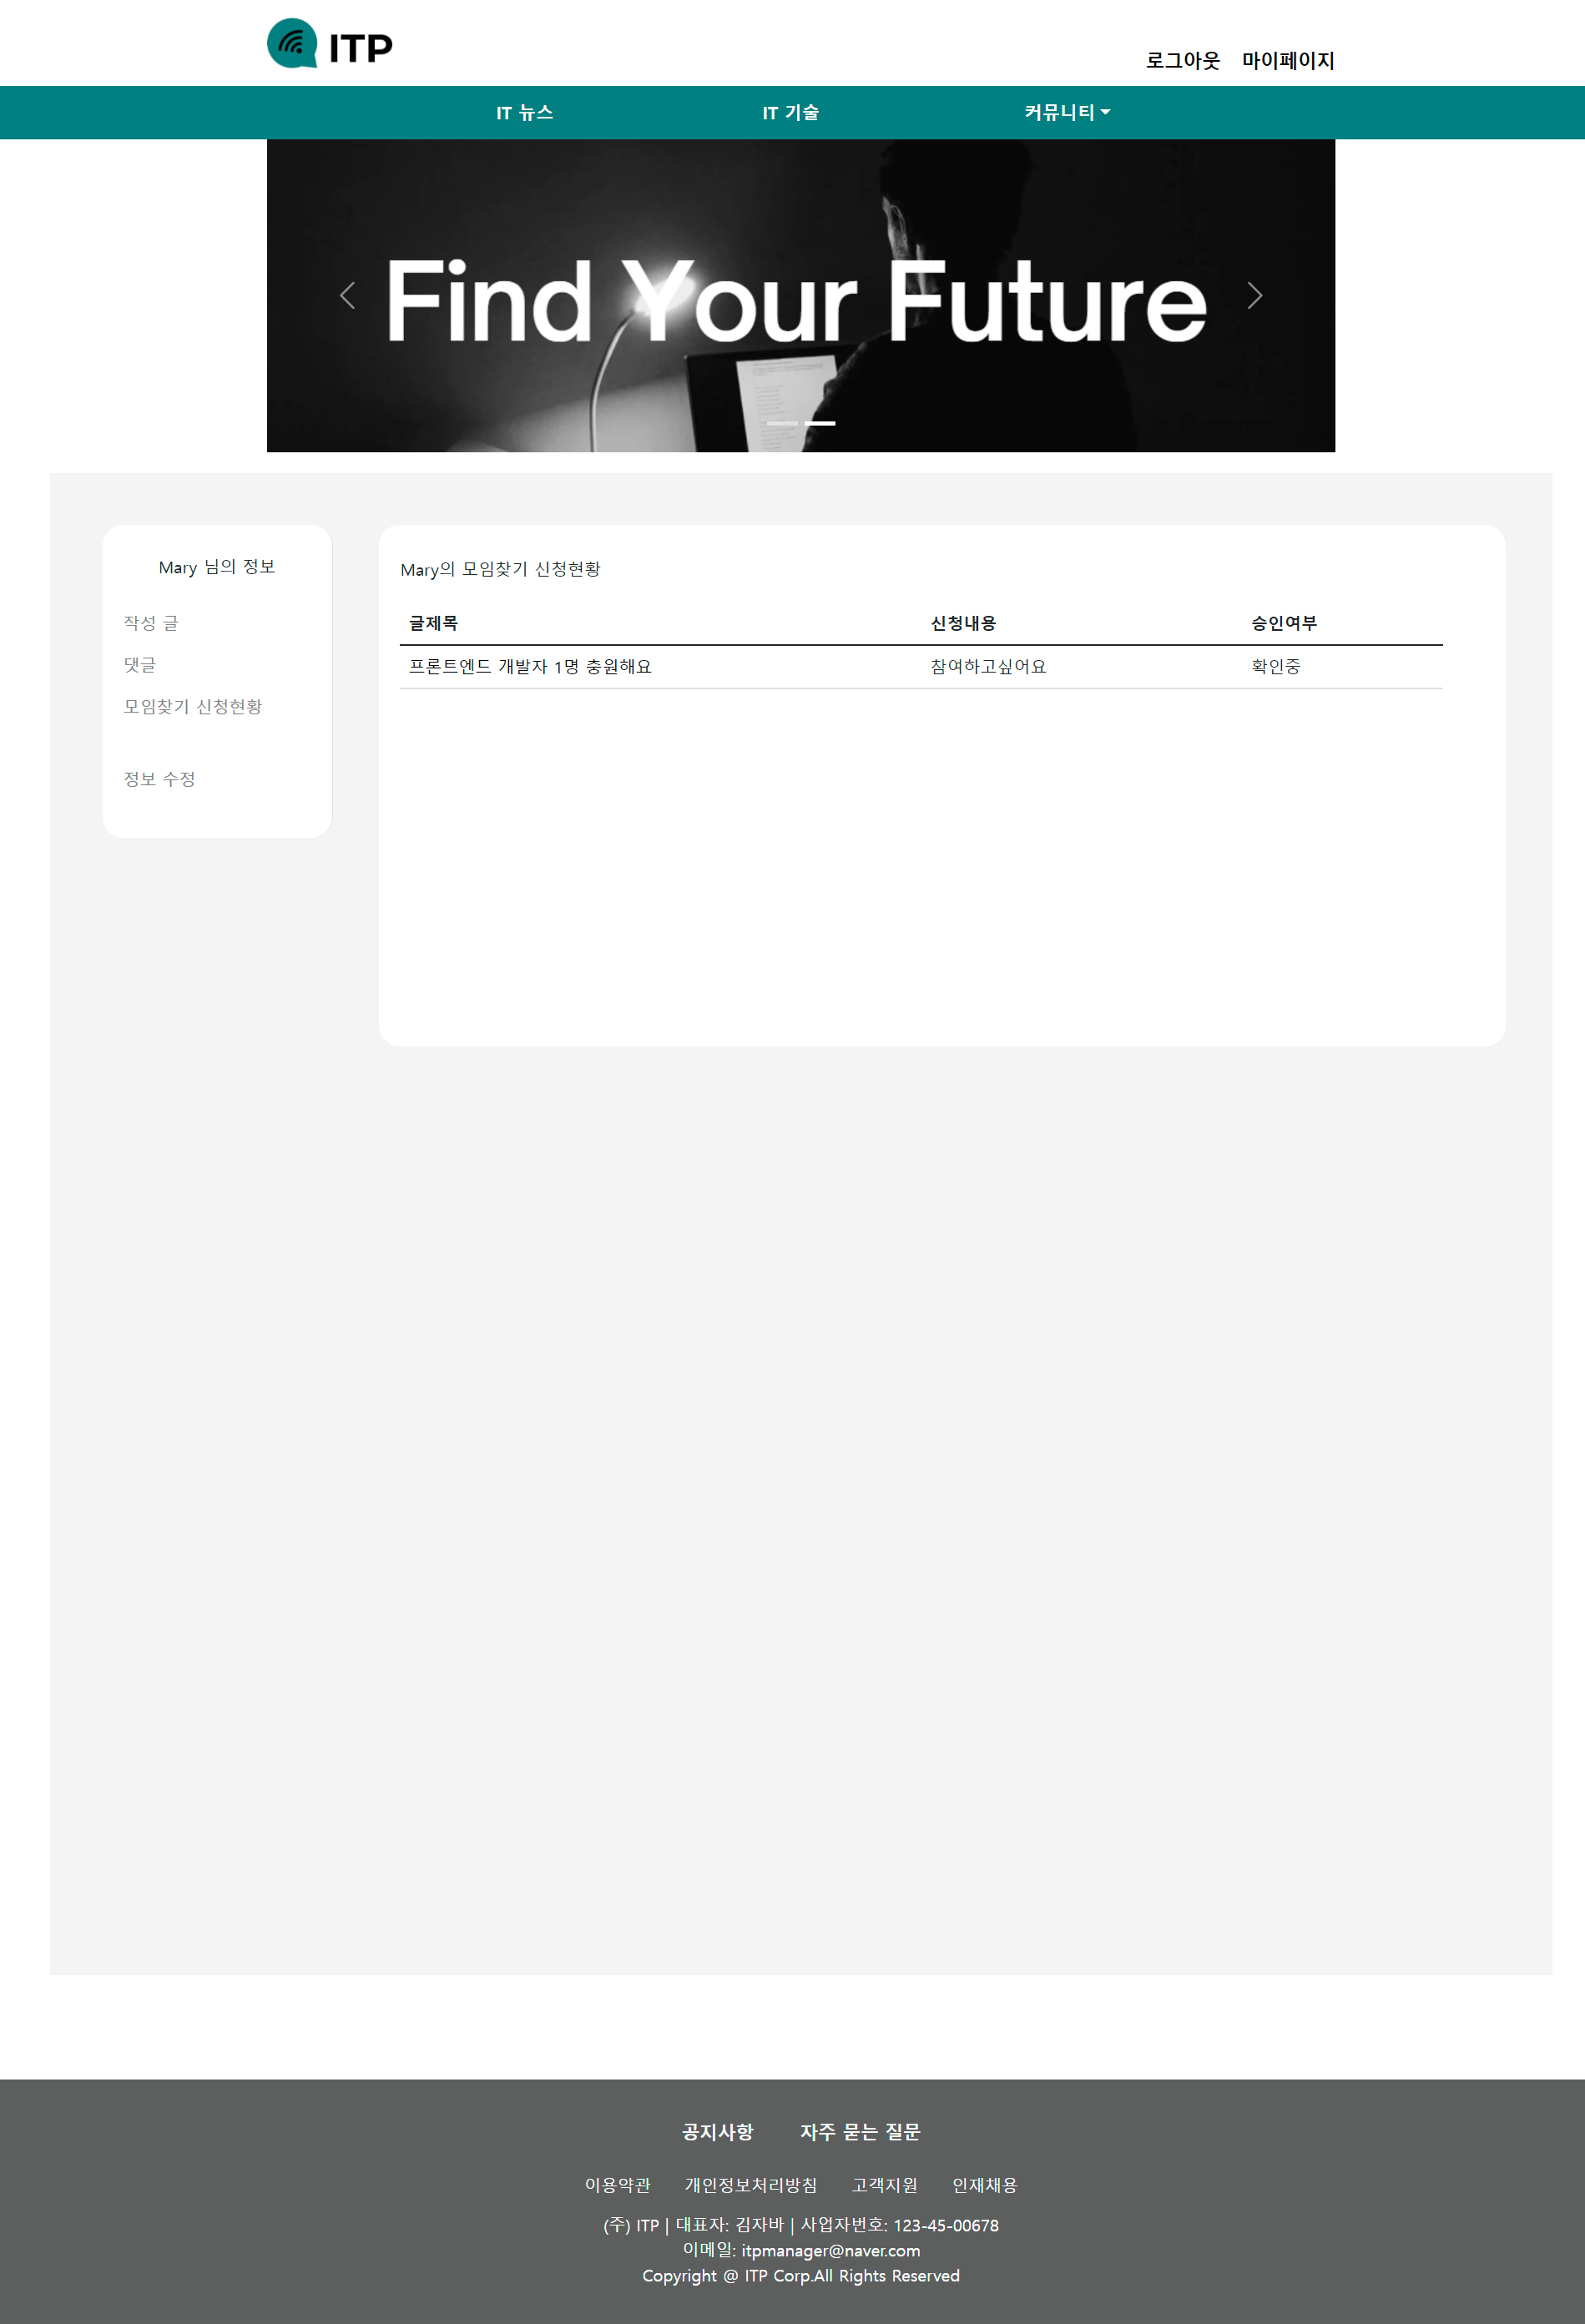 ITP
로그아웃 마이페이지
IT 뉴스 IT 기술 커뮤니티
Find Your Future
Mary 님의 정보
작성 글
댓글
모임찾기 신청현황
정보 수정
Mary의 모임찾기 신청현황
글제목 신청내용 승인여부
프론트엔드 개발자 1명 충원해요 참여하고싶어요 확인중
공지사항 자주 묻는 질문
이용약관 개인정보처리방침 고객지원 인재채용
(주) ITP | 대표자: 김자바 | 사업자번호: 123-45-00678
이메일: itpmanager@naver.com
Copyright @ ITP Corp.All Rights Reserved